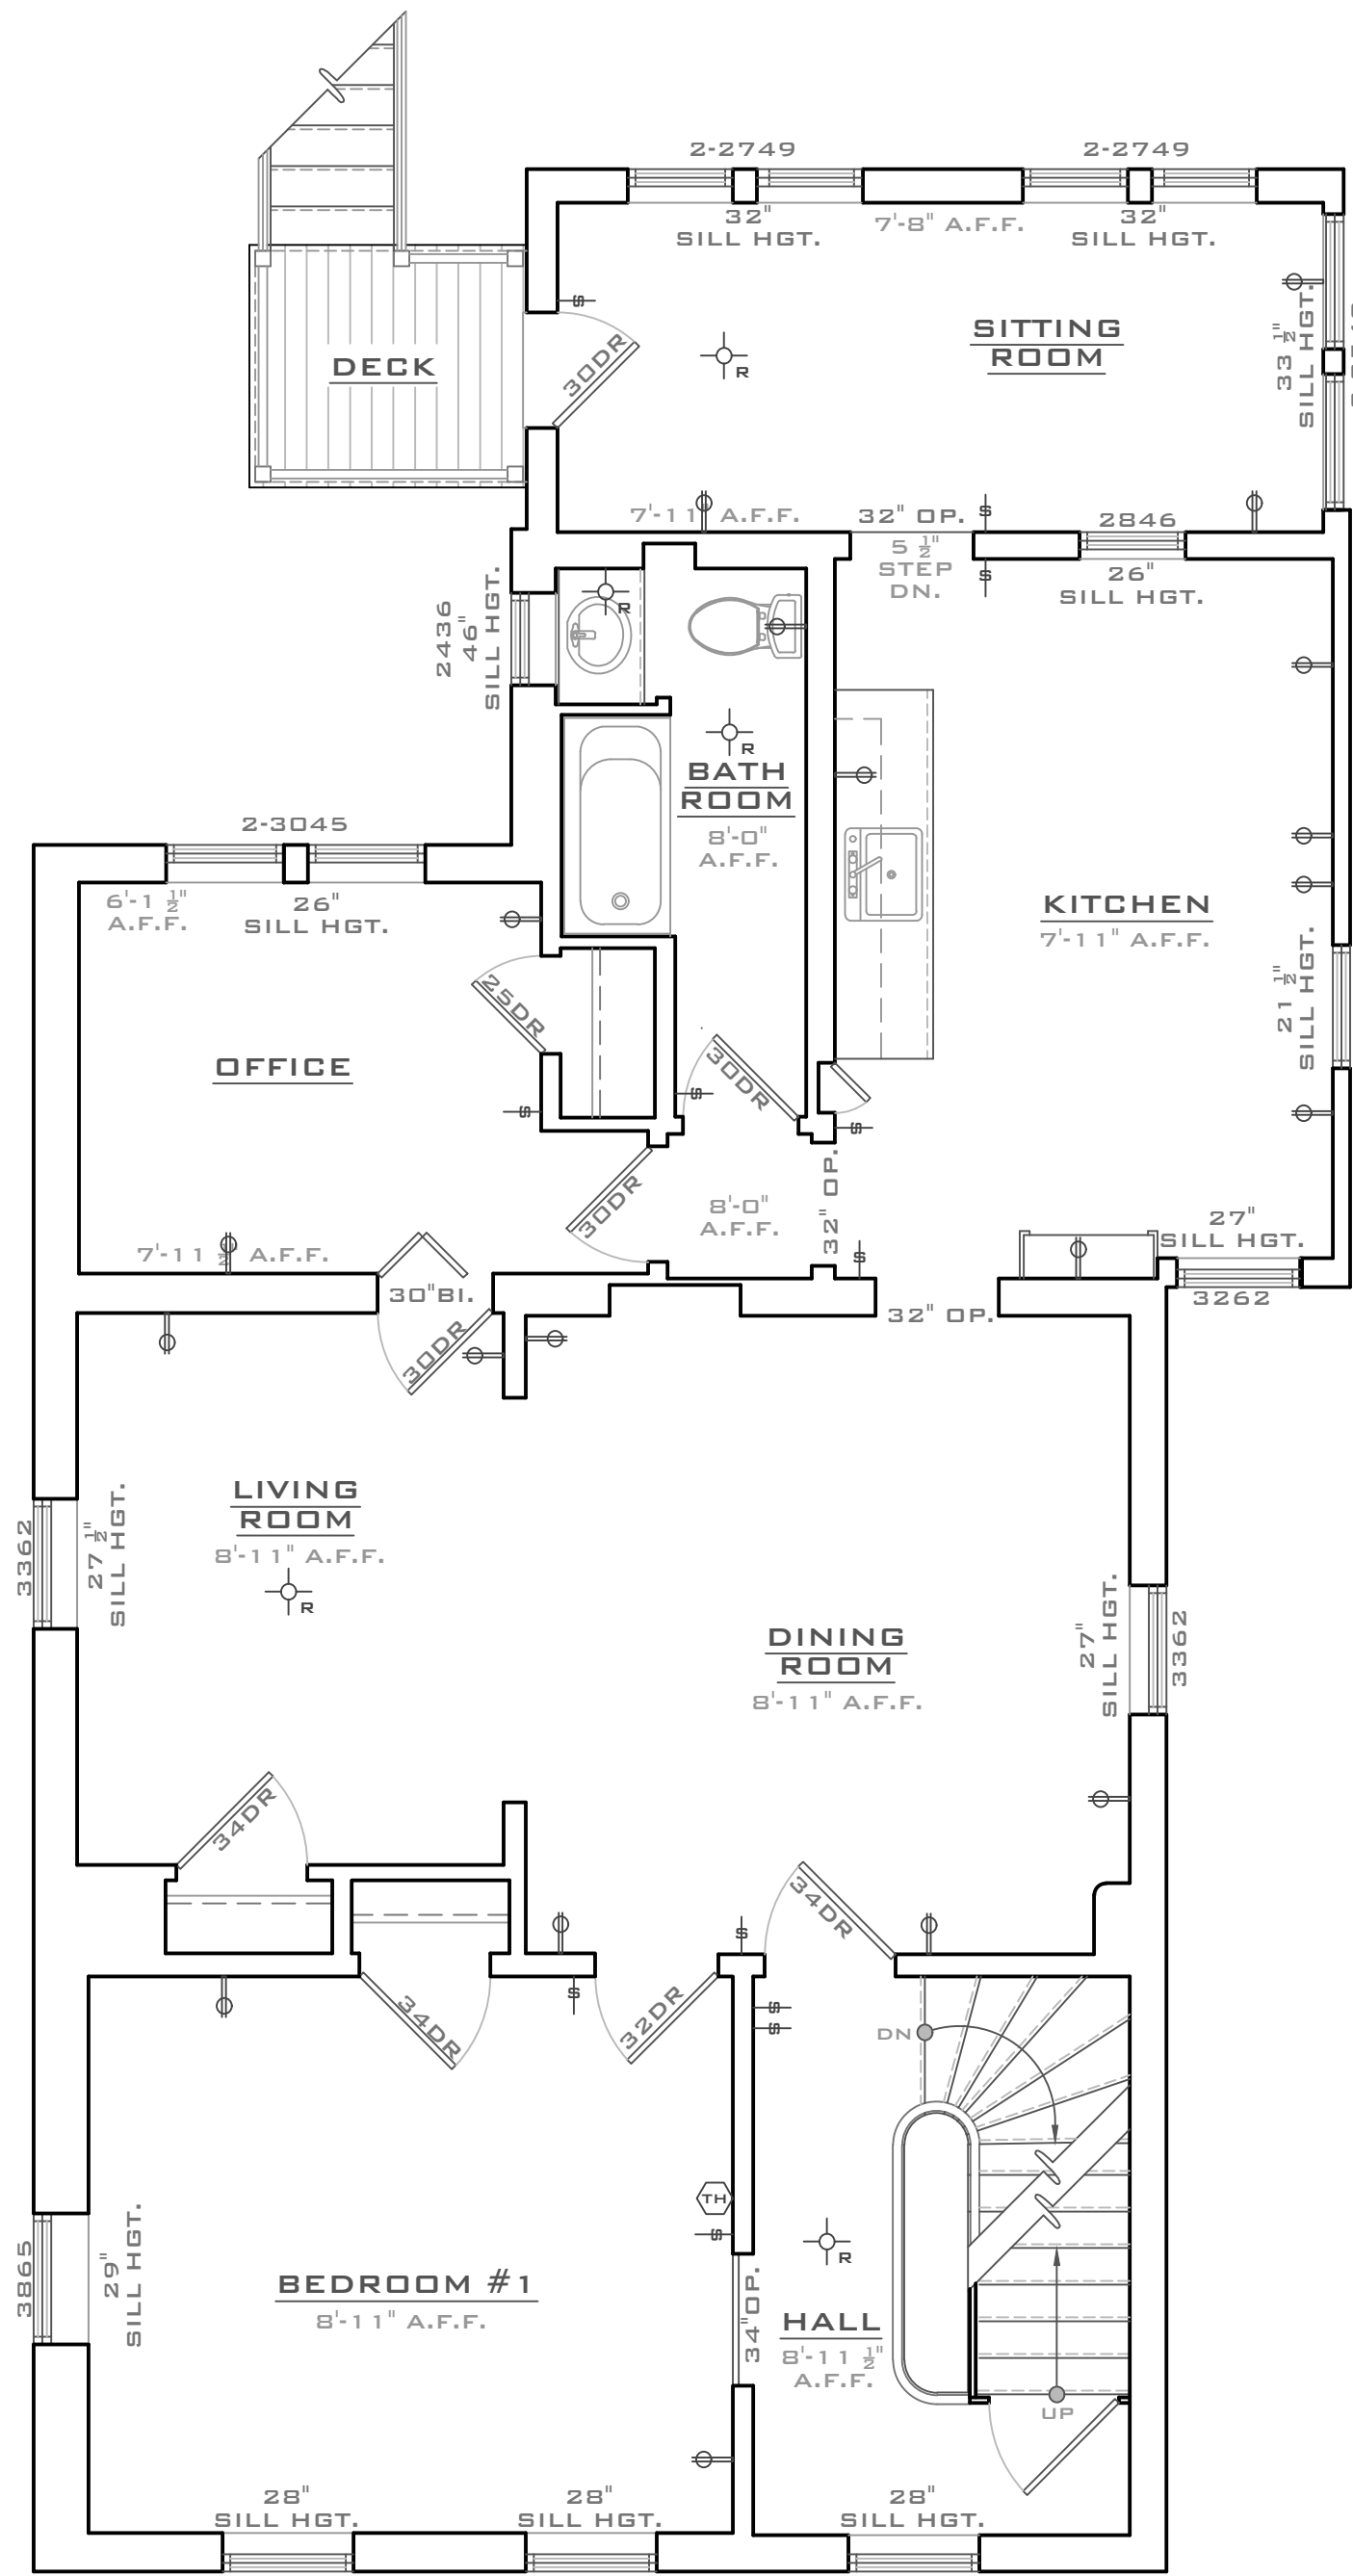 2-2749
2-2749
32"
SILL HGT.
7'-8" A.F.F.
32"
SILL HGT.
S
SITTING
ROOM
33 ½"
SILL HGT.
DECK
30DR
R
7'-11" A.F.F.
32" OP.
S
2846
5 ½"
STEP
DN.
S
26"
SILL HGT.
2436
46"
SILL HGT.
R
R
BATH
ROOM
8'-0"
A.F.F.
2-3045
6'-1 ½"
A.F.F.
26"
SILL HGT.
KITCHEN
7'-11" A.F.F.
21 ½"
SILL HGT.
25DR
OFFICE
30DR
S
S
S
30DR
8'-0"
A.F.F.
32" OP.
27"
SILL HGT.
7'-11 ½" A.F.F.
S
30"BI.
3262
32" OP.
30DR
LIVING
ROOM
8'-11" A.F.F.
R
3362
27 ½"
SILL HGT.
DINING
ROOM
8'-11" A.F.F.
27"
SILL HGT.
3362
34DR
34DR
S
S
34DR
32DR
S
S
DN
TH
S
R
3865
29"
SILL HGT.
BEDROOM #1
8'-11" A.F.F.
34"OP.
HALL
8'-11 ½"
A.F.F.
UP
28"
SILL HGT.
28"
SILL HGT.
28"
SILL HGT.